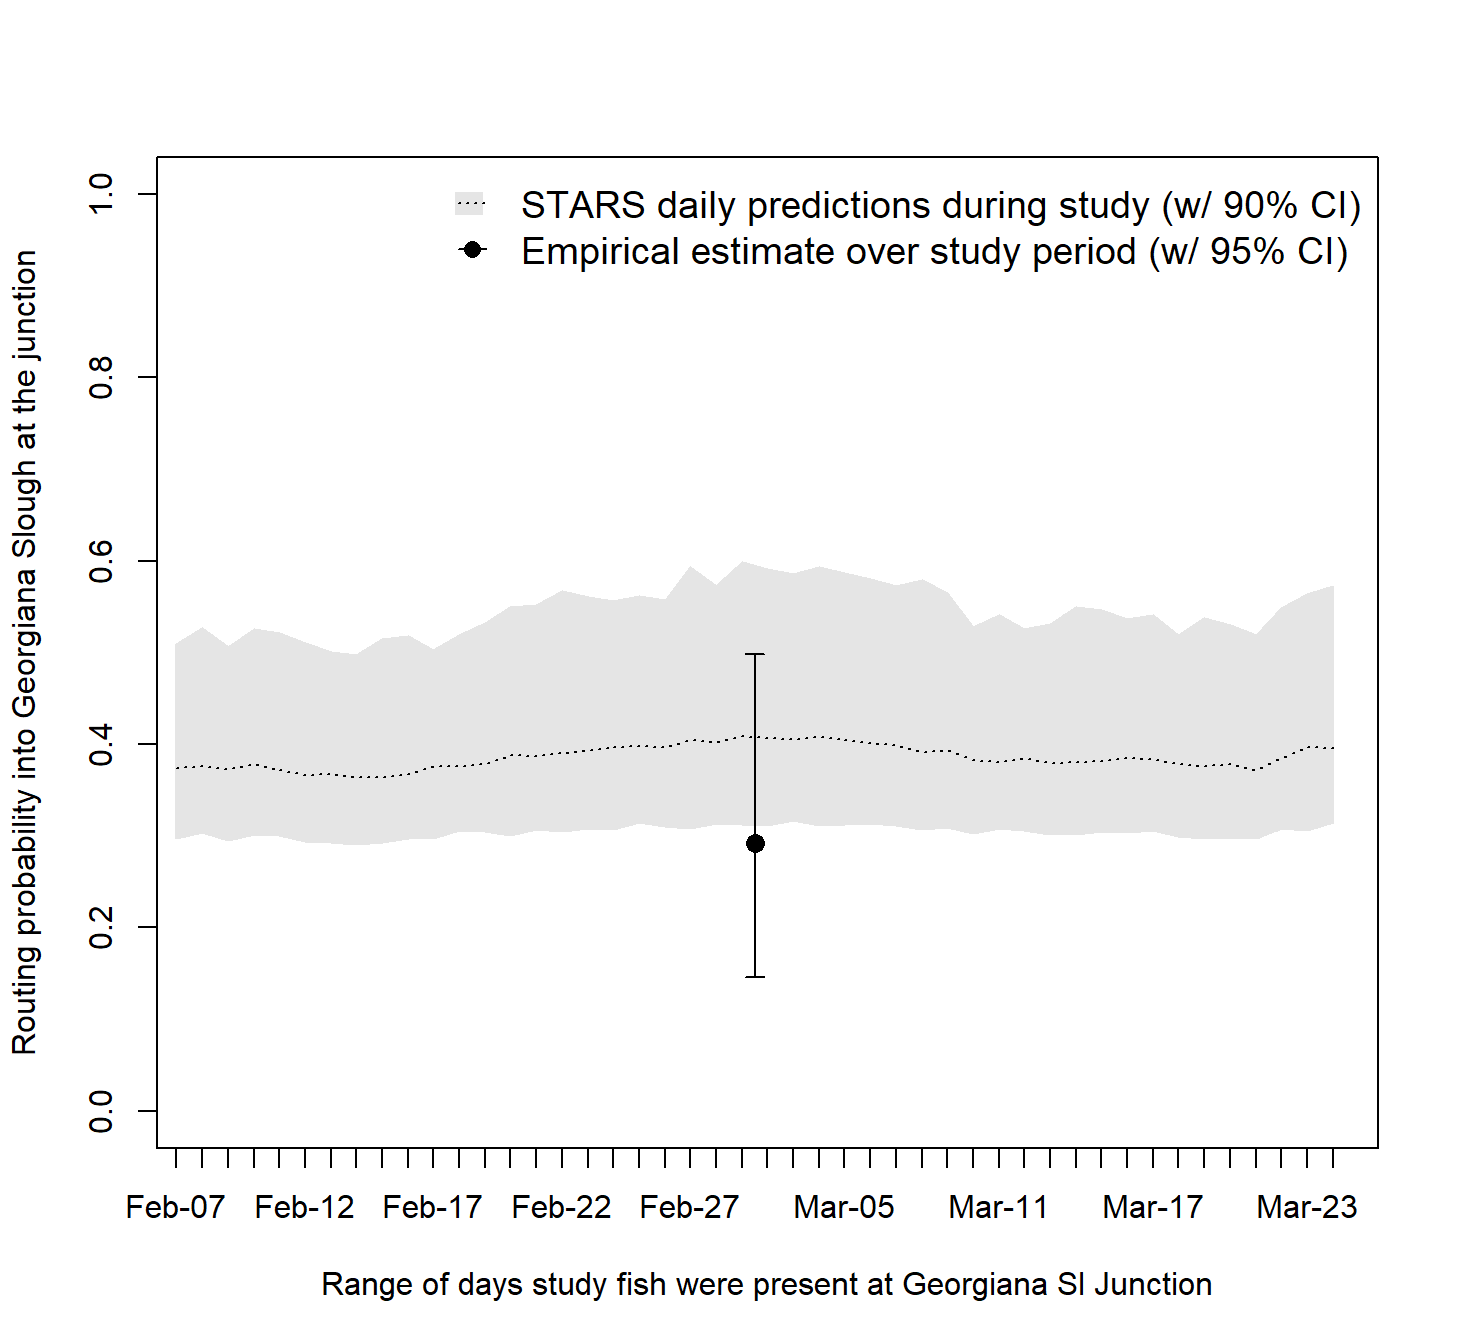 STARS daily predictions during study (w/ 90% CI)
Empirical estimate over study period (w/ 95% CI)
Routing probability into Georgiana Slough at the junction
1.0
0.8
0.6
0.4
0.2
0.0
Feb-07 Feb-12 Feb-17 Feb-22 Feb-27 Mar-05 Mar-11 Mar-17 Mar-23
Range of days study fish were present at Georgiana Sl Junction